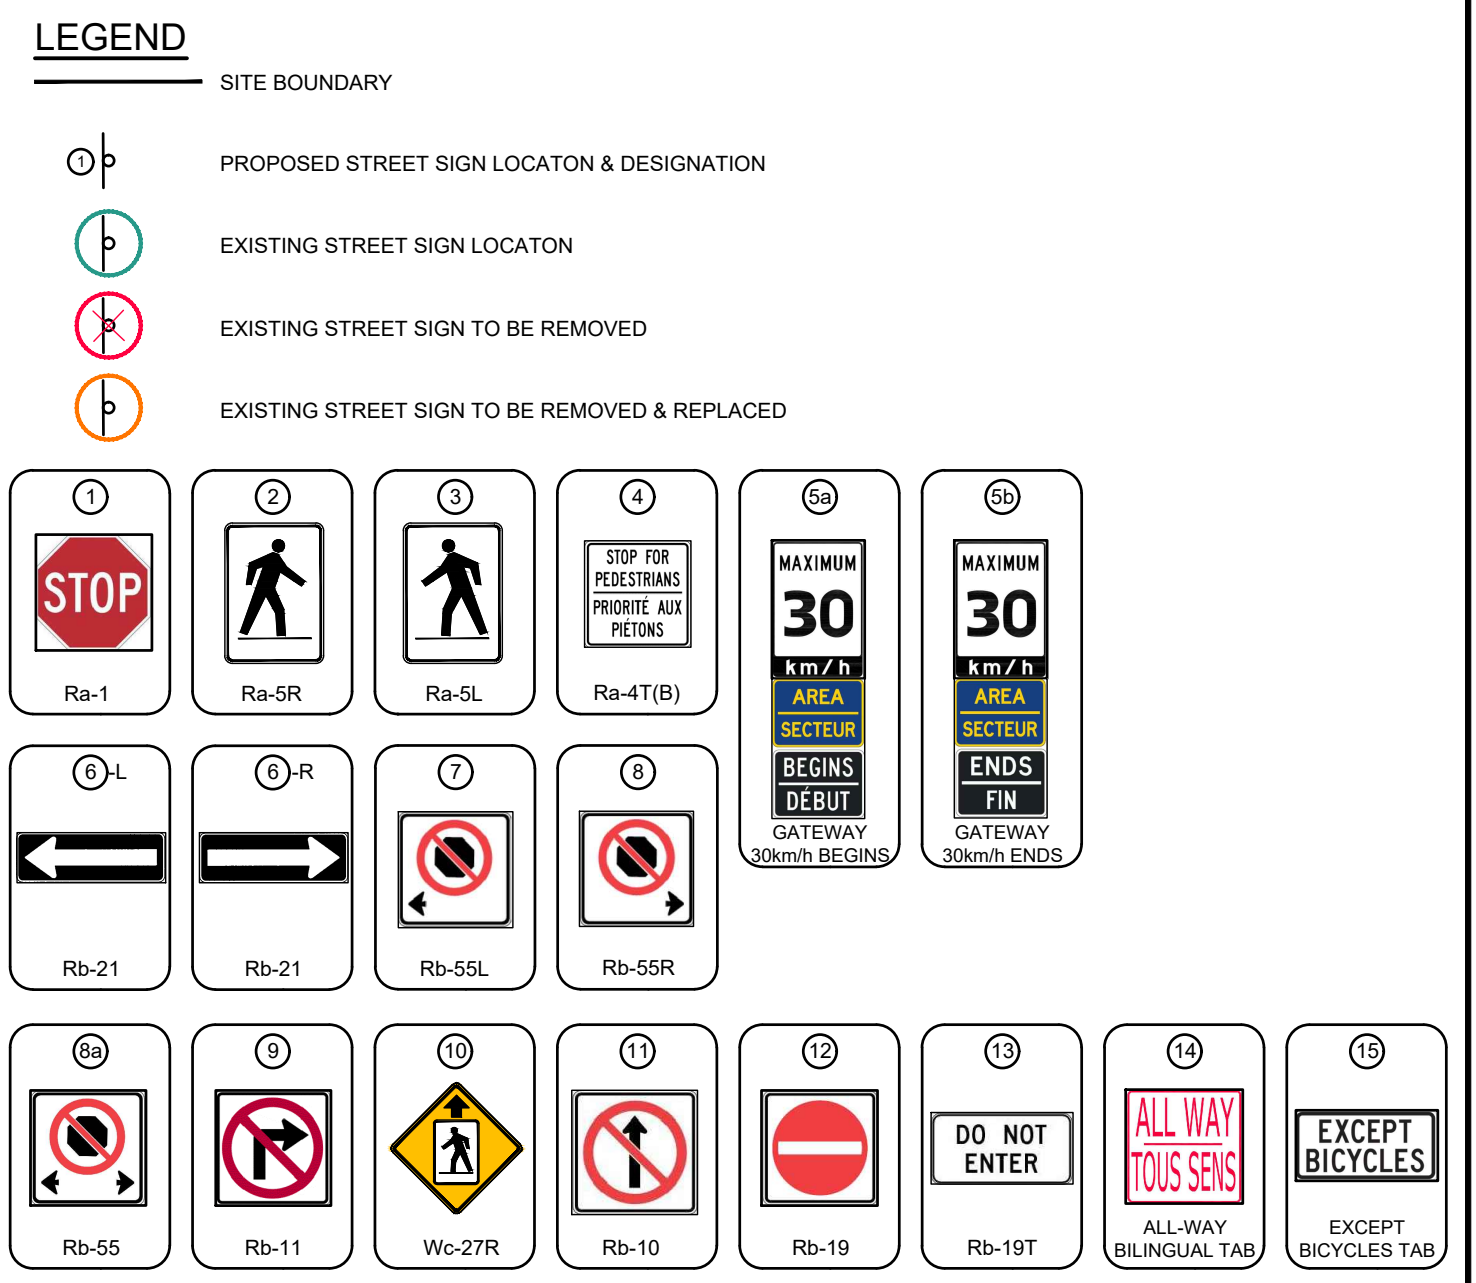 LEGEND
SITE BOUNDARY
1
PROPOSED STREET SIGN LOCATON & DESIGNATION
EXISTING STREET SIGN LOCATON
EXISTING STREET SIGN TO BE REMOVED
EXISTING STREET SIGN TO BE REMOVED & REPLACED
1
STOP
Ra-1
2
Ra-5R
3
Ra-5L
4
STOP FOR
PEDESTRIANS
PRIORITÉ AUX
PIÉTONS
Ra-4T(B)
5a
MAXIMUM
30
km/h
AREA
SECTEUR
BEGINS
DÉBUT
GATEWAY
30km/h BEGINS
5b
MAXIMUM
30
km/h
AREA
SECTEUR
ENDS
FIN
GATEWAY
30km/h ENDS
6-L
Rb-21
6-R
Rb-21
7
Rb-55L
8
Rb-55R
8a
Rb-55
9
Rb-11
10
Wc-27R
11
Rb-10
12
Rb-19
13
DO NOT
ENTER
Rb-19T
14
ALL WAY
TOUS SENS
ALL-WAY
BILINGUAL TAB
15
EXCEPT
BICYCLES
EXCEPT
BICYCLES TAB